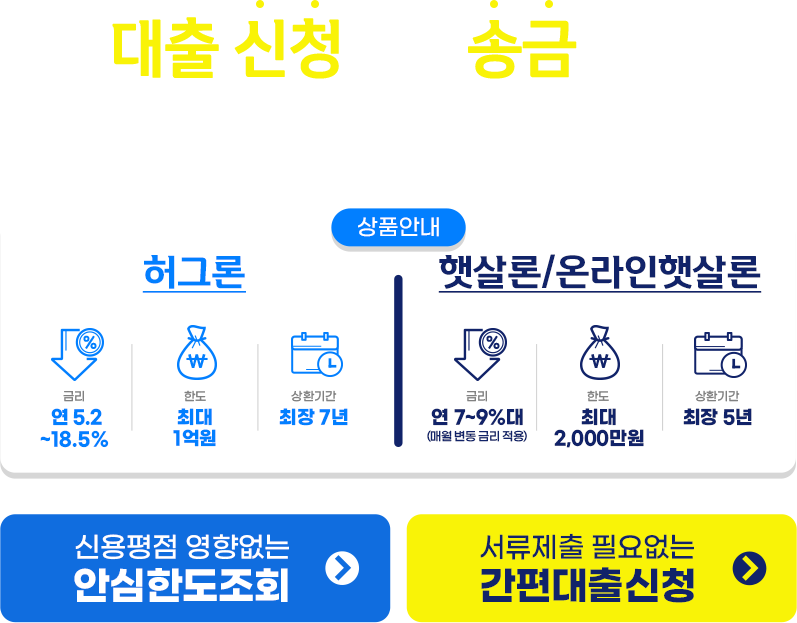 대출 신청 송금
상품안내
허그론
햇살론/온라인햇살론
금리
연 5.2
~18.5%
한도
최대
1억원
상환기간
최장 7년
금리
연 7~9%대
(매월 변동 금리 적용)
한도
최대
2,000만원
상환기간
최장 5년
신용평점 영향없는
안심한도조회
서류제출 필요없는
간편대출신청